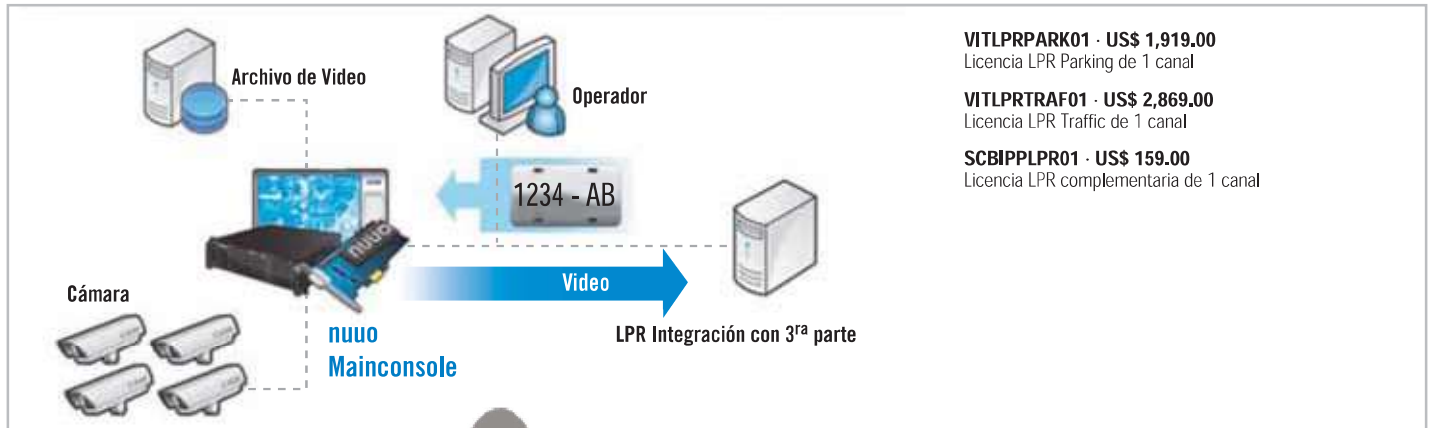 Archivo de Video
Operador
1234 - AB
nuuo
Video
Cámara
nuuo
Mainconsole
LPR Integración con 3ra parte
VITLPRPARK01 · US$ 1,919.00
Licencia LPR Parking de 1 canal
VITLPRTRAF01 · US$ 2,869.00
Licencia LPR Traffic de 1 canal
SCBIPPLPR01 · US$ 159.00
Licencia LPR complementaria de 1 canal